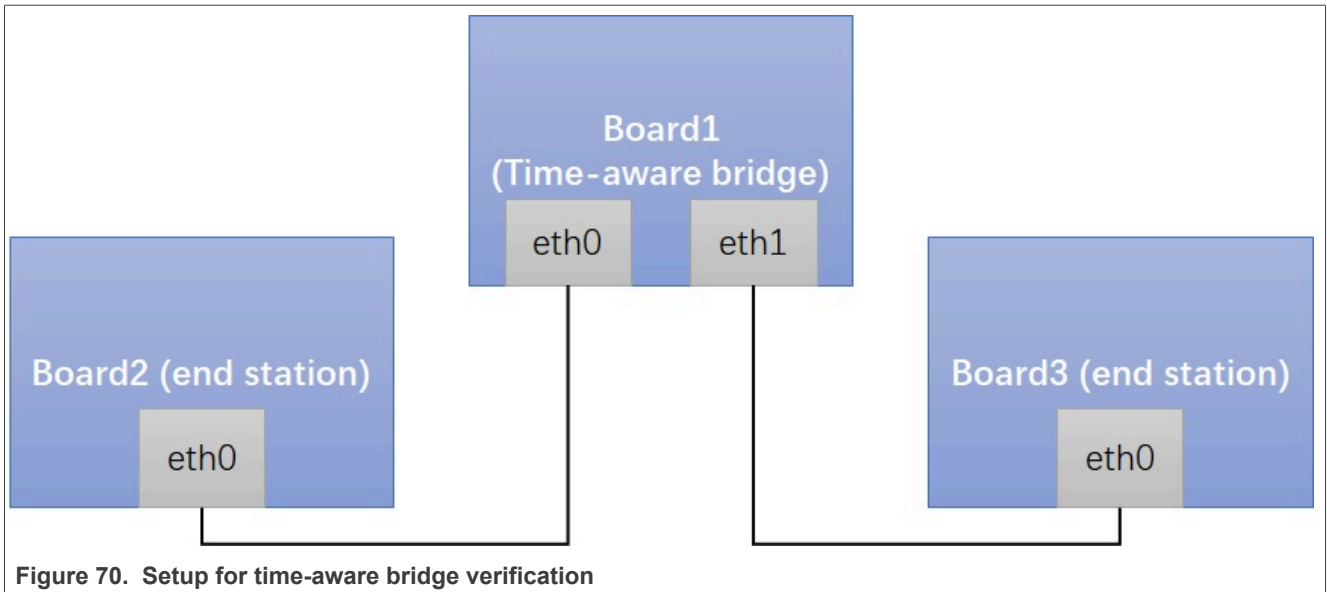 Board1
(Time-aware bridge)
eth0
eth1
Board2 (end station)
eth0
Board3 (end station)
eth0
Figure 70. Setup for time-aware bridge verification